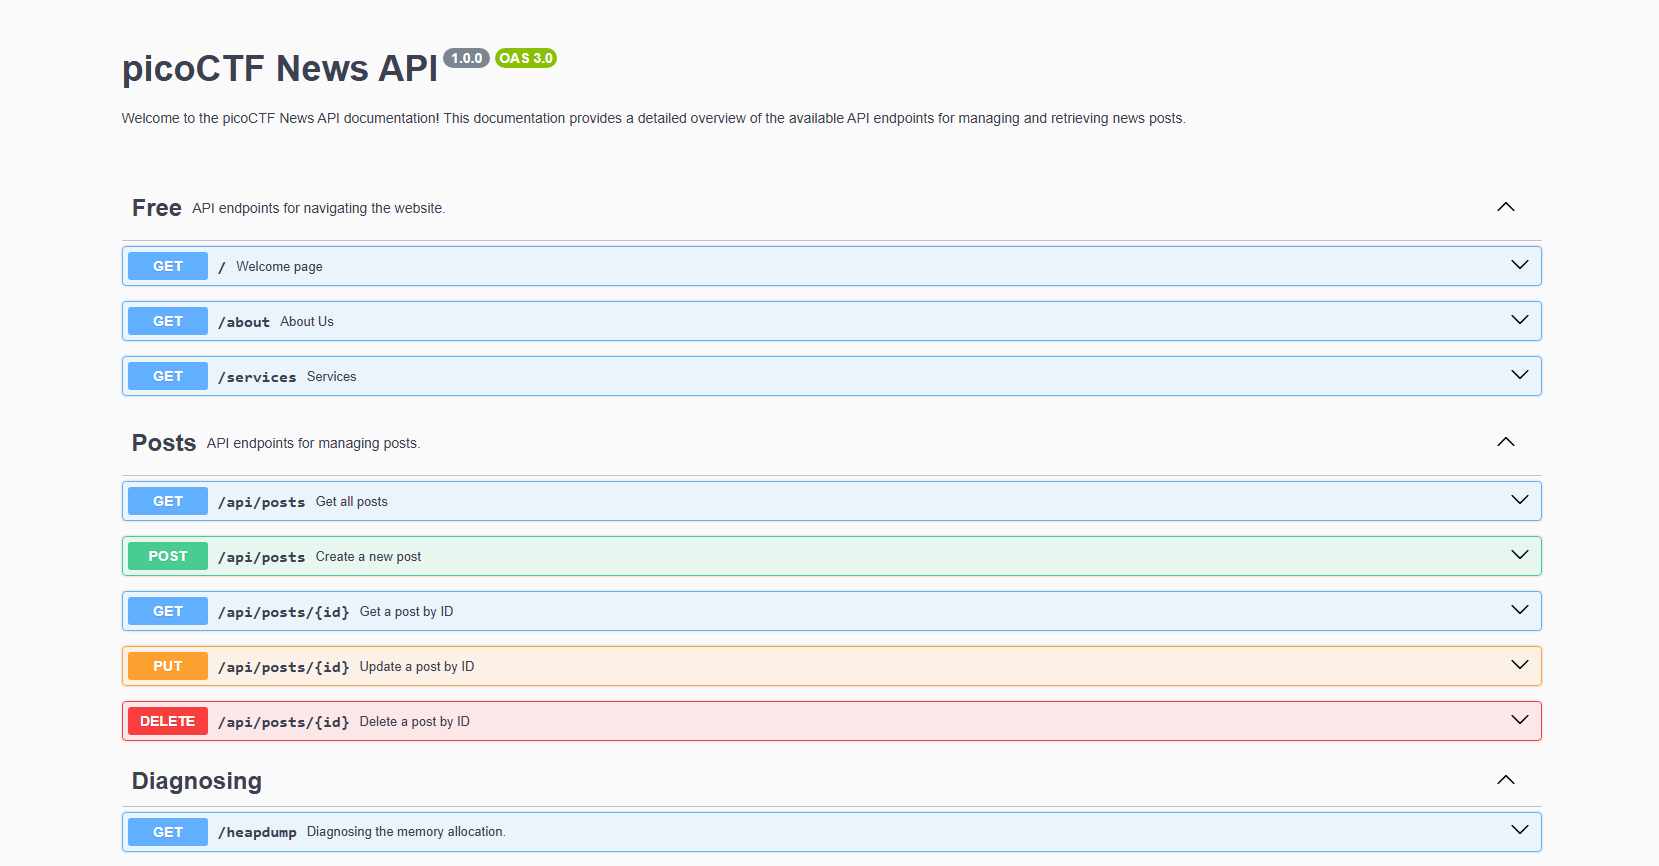 picoCTF News API 1.0.0 OAS 3.0
Welcome to the picoCTF News API documentation! This documentation provides a detailed overview of the available API endpoints for managing and retrieving news posts.
Free API endpoints for navigating the website.
GET / Welcome page
GET /about About Us
GET /services Services
Posts API endpoints for managing posts.
GET /api/posts Get all posts
POST /api/posts Create a new post
GET /api/posts/{id} Get a post by ID
PUT /api/posts/{id} Update a post by ID
DELETE /api/posts/{id} Delete a post by ID
Diagnosing
GET /heapdump Diagnosing the memory allocation.